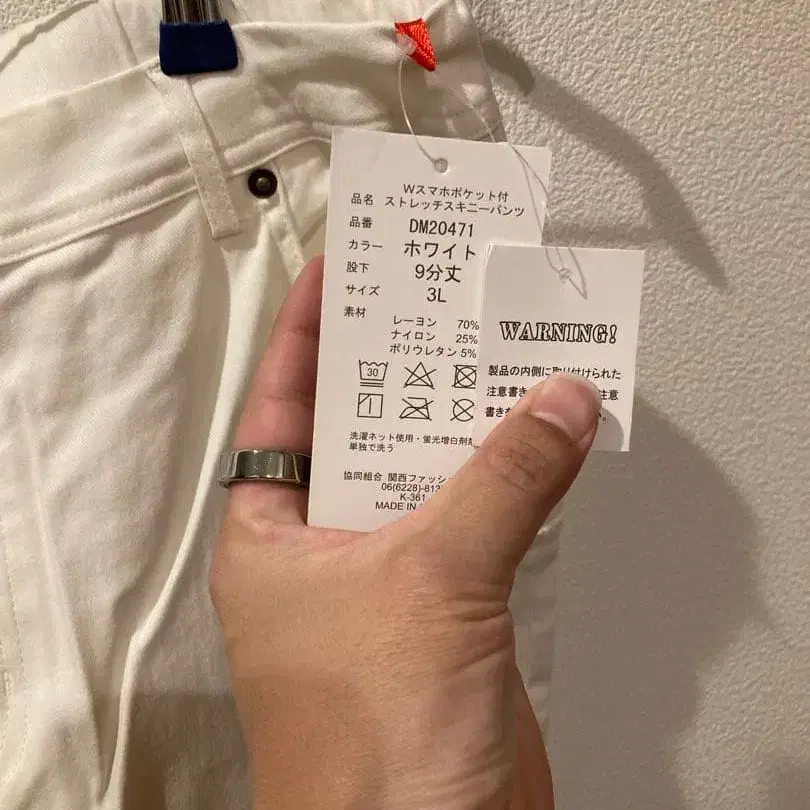 Wスマホポケット付
品名 ストレッチスキニーパンツ
品番 DM20471
カラー ホワイト
股下 9分丈
サイズ 3L
素材
レーヨン 70%
ナイロン 25%
ポリウレタン 5%
30
洗濯ネット使用・蛍光増白剤
単独で洗う
協同組合 関西ファッシ
06(6228)-81
K-361
MADE IN
WARNING!
製品の内側に取り付けられた
注意書き 注意
書き